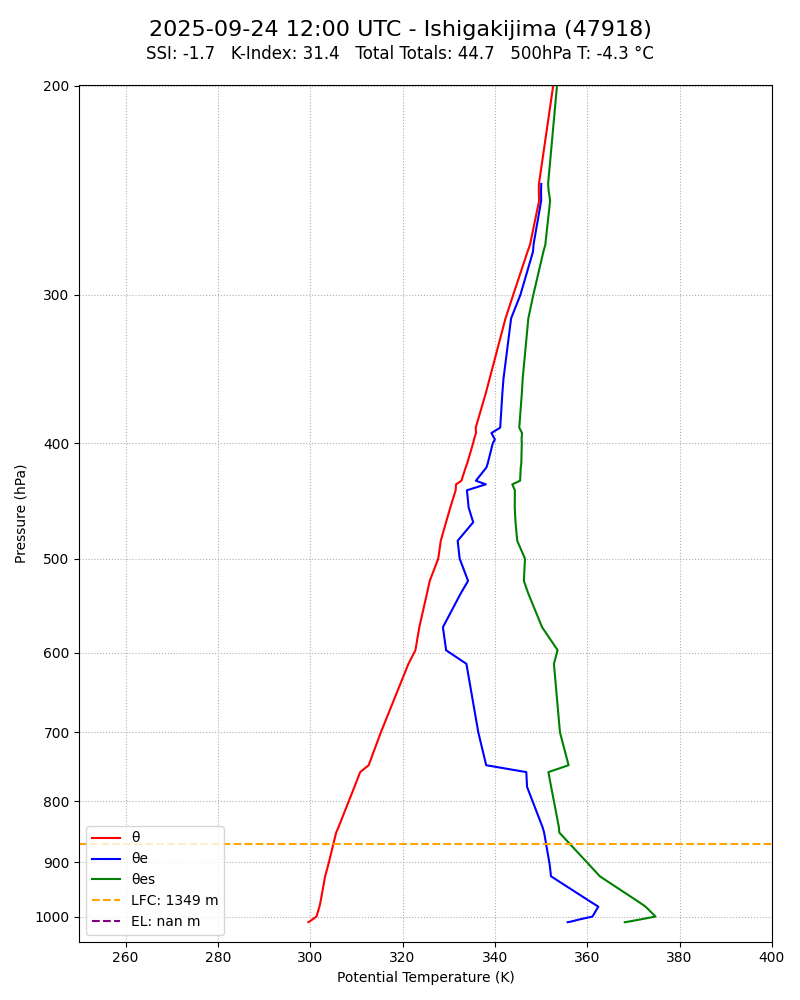 2025-09-24 12:00 UTC - Ishigakijima (47918)
SSI: -1.7   K-Index: 31.4   Total Totals: 44.7   500hPa T: -4.3 °C
Pressure (hPa)
200
300
400
500
600
700
800
900
1000
θ
θe
θes
LFC: 1349 m
EL: nan m
260 280 300 320 340 360 380 400
Potential Temperature (K)